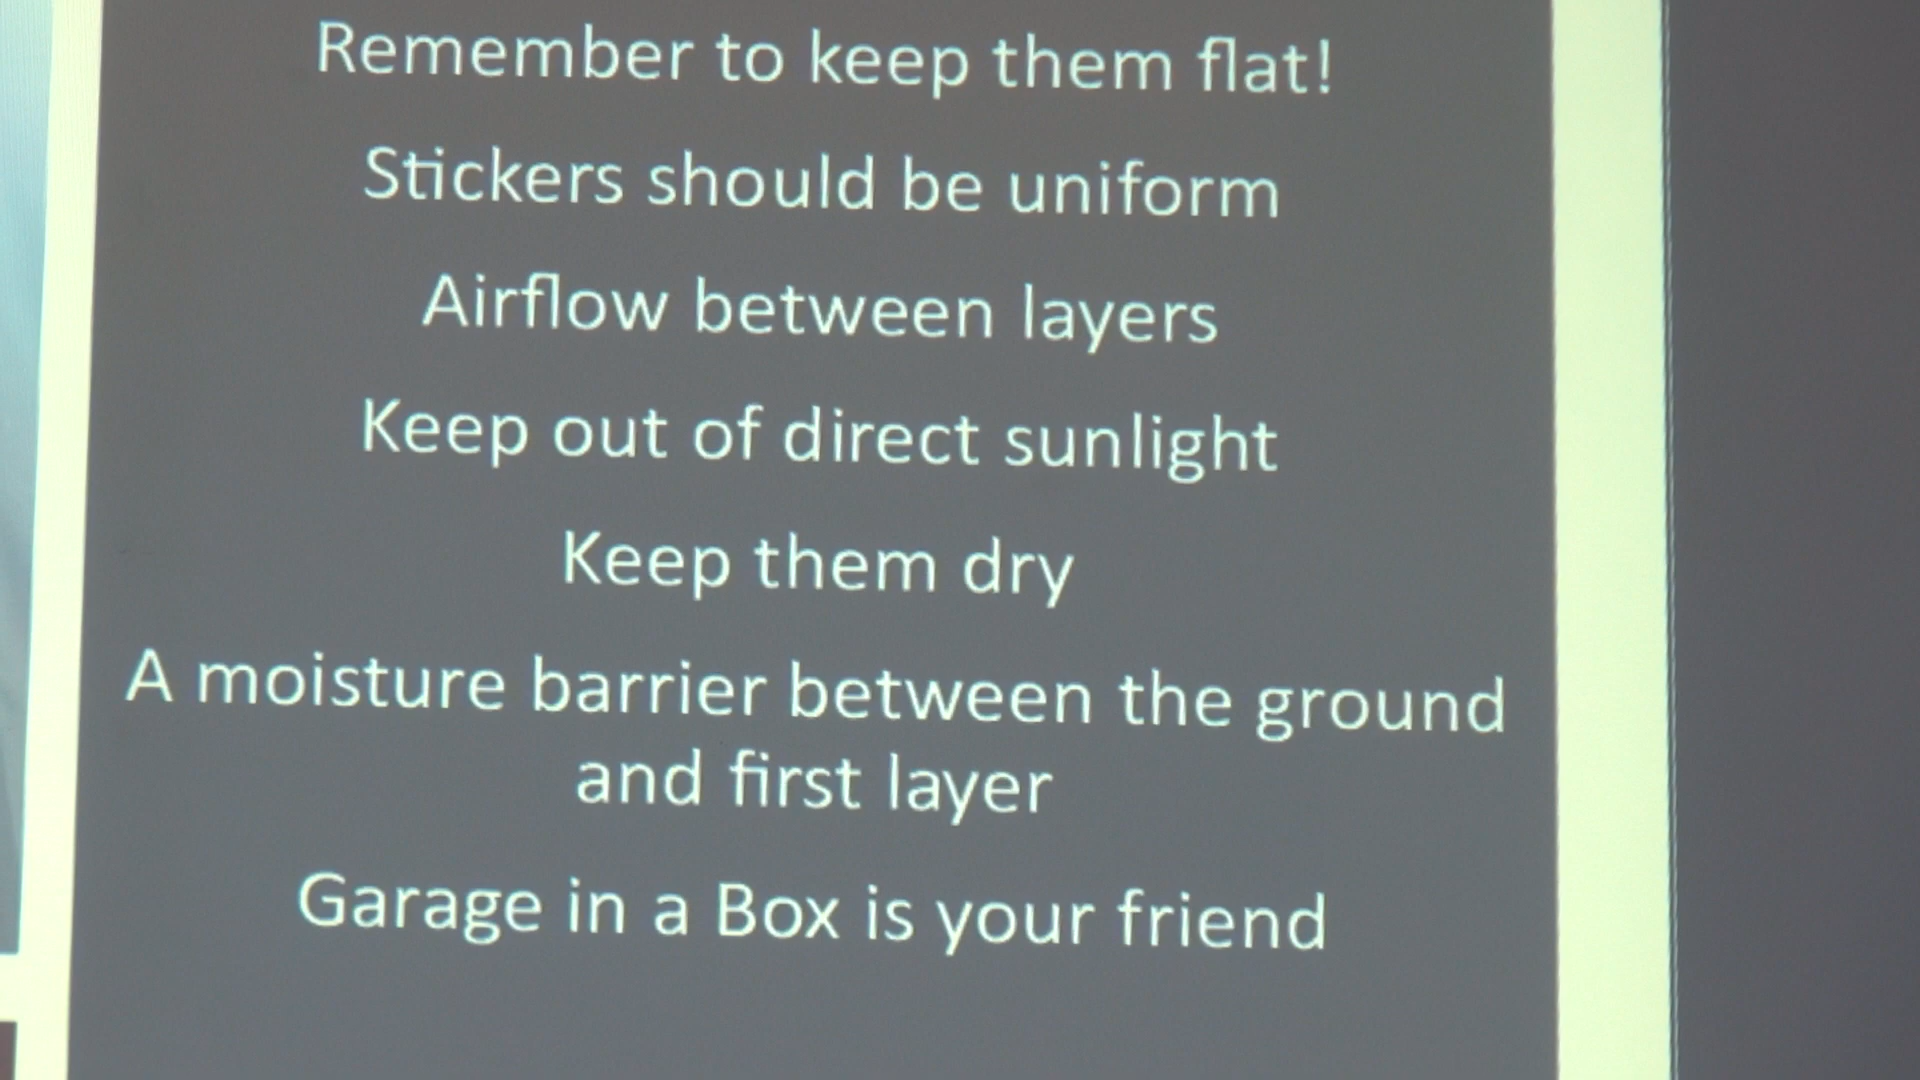 Remember to keep them flat!
Stickers should be uniform
Airflow between layers
Keep out of direct sunlight
Keep them dry
A moisture barrier between the ground
and first layer
Garage in a Box is your friend